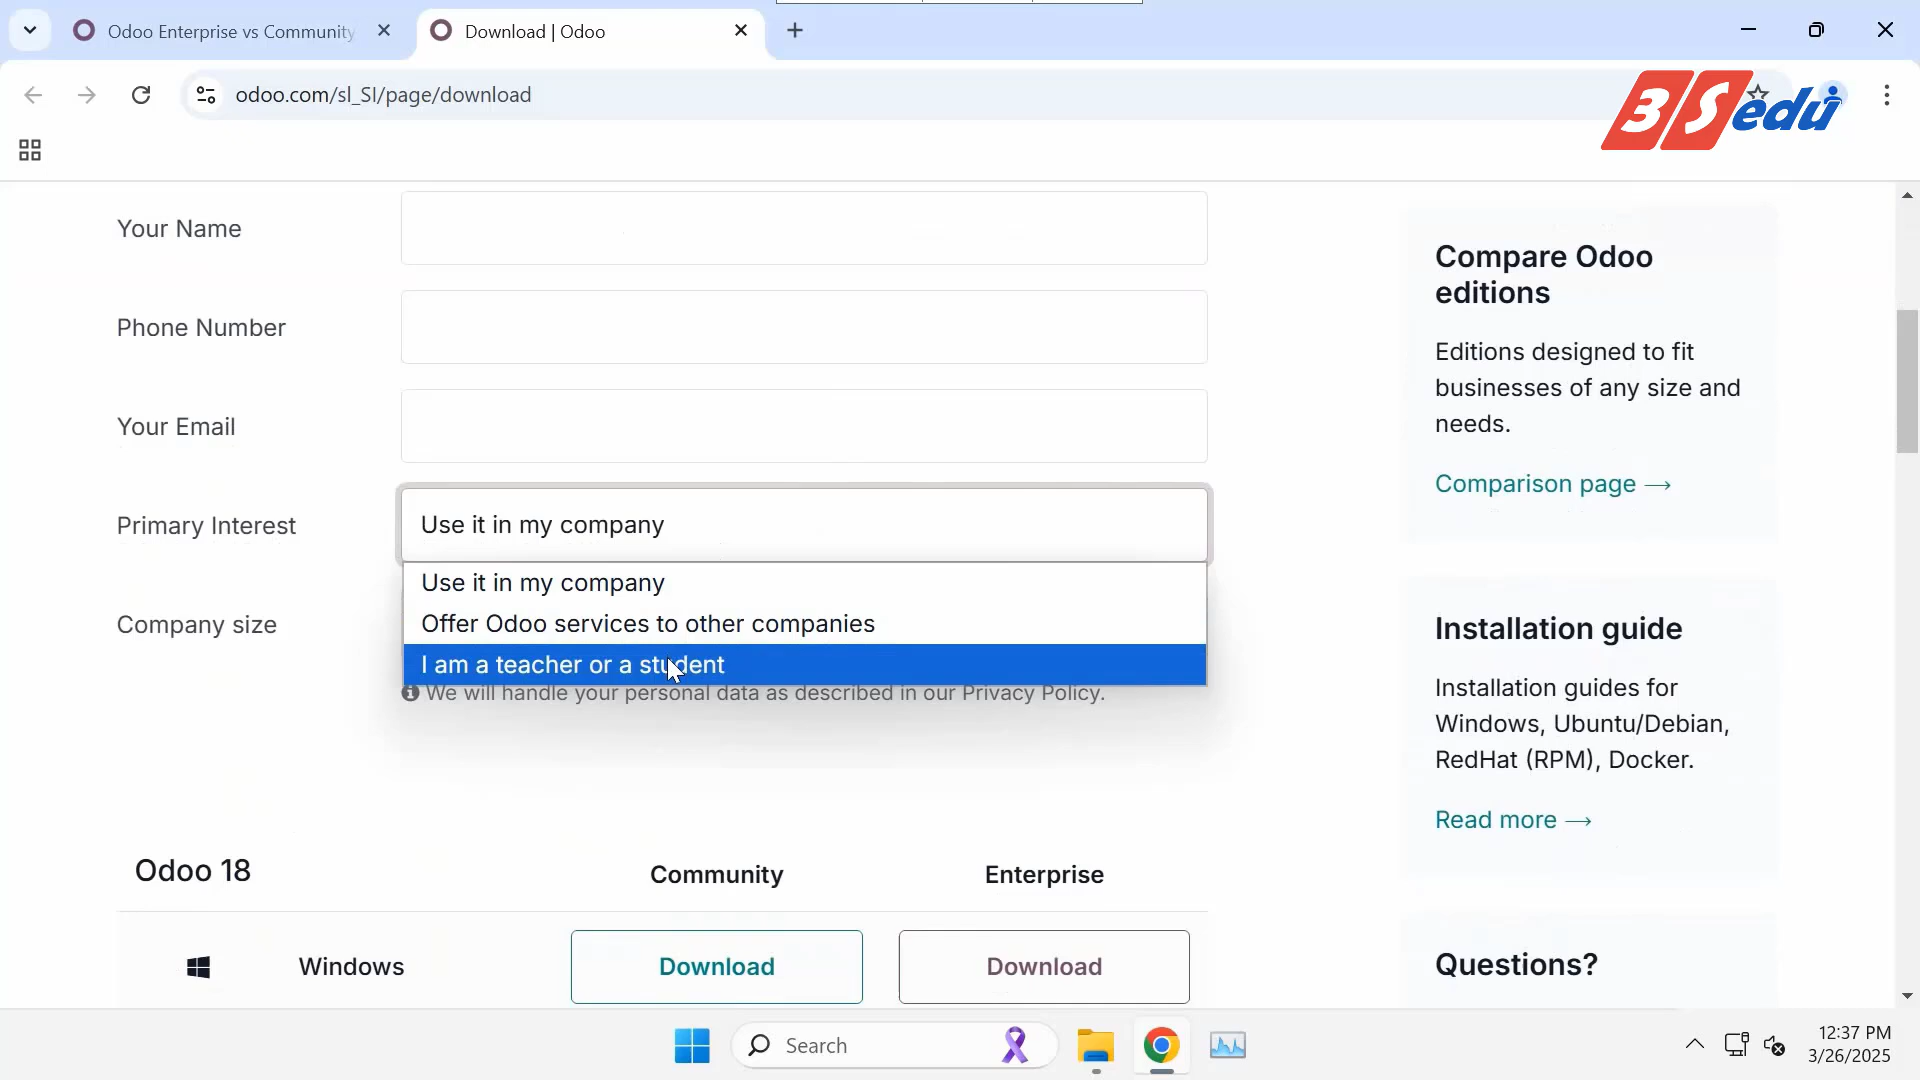 Odoo Enterprise vs Community
Download | Odoo
odoo.com/sl_SI/page/download
3Sedu
Your Name
Phone Number
Your Email
Primary Interest
Use it in my company
Use it in my company
Offer Odoo services to other companies
I am a teacher or a student
Company size
We will handle your personal data as described in our Privacy Policy.
Odoo 18
Community
Enterprise
Windows
Download
Download
Compare Odoo
editions
Editions designed to fit
businesses of any size and
needs.
Comparison page →
Installation guide
Installation guides for
Windows, Ubuntu/Debian,
RedHat (RPM), Docker.
Read more →
Questions?
Search
12:37 PM
3/26/2025